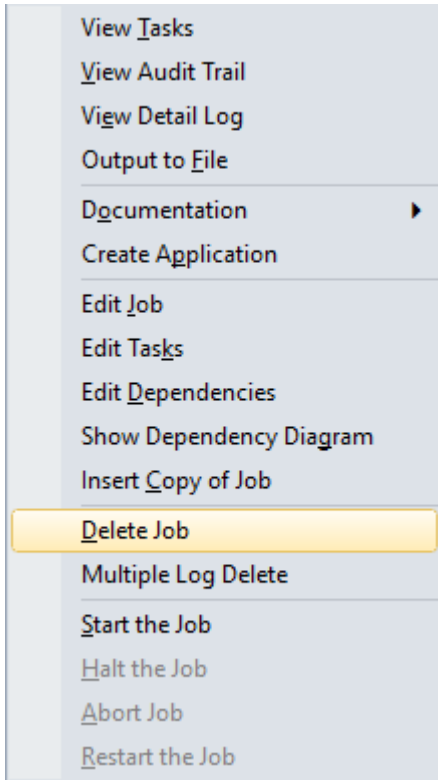 View Tasks
View Audit Trail
View Detail Log
Output to File
Documentation
Create Application
Edit Job
Edit Tasks
Edit Dependencies
Show Dependency Diagram
Insert Copy of Job
Delete Job
Multiple Log Delete
Start the Job
Halt the Job
Abort Job
Restart the Job